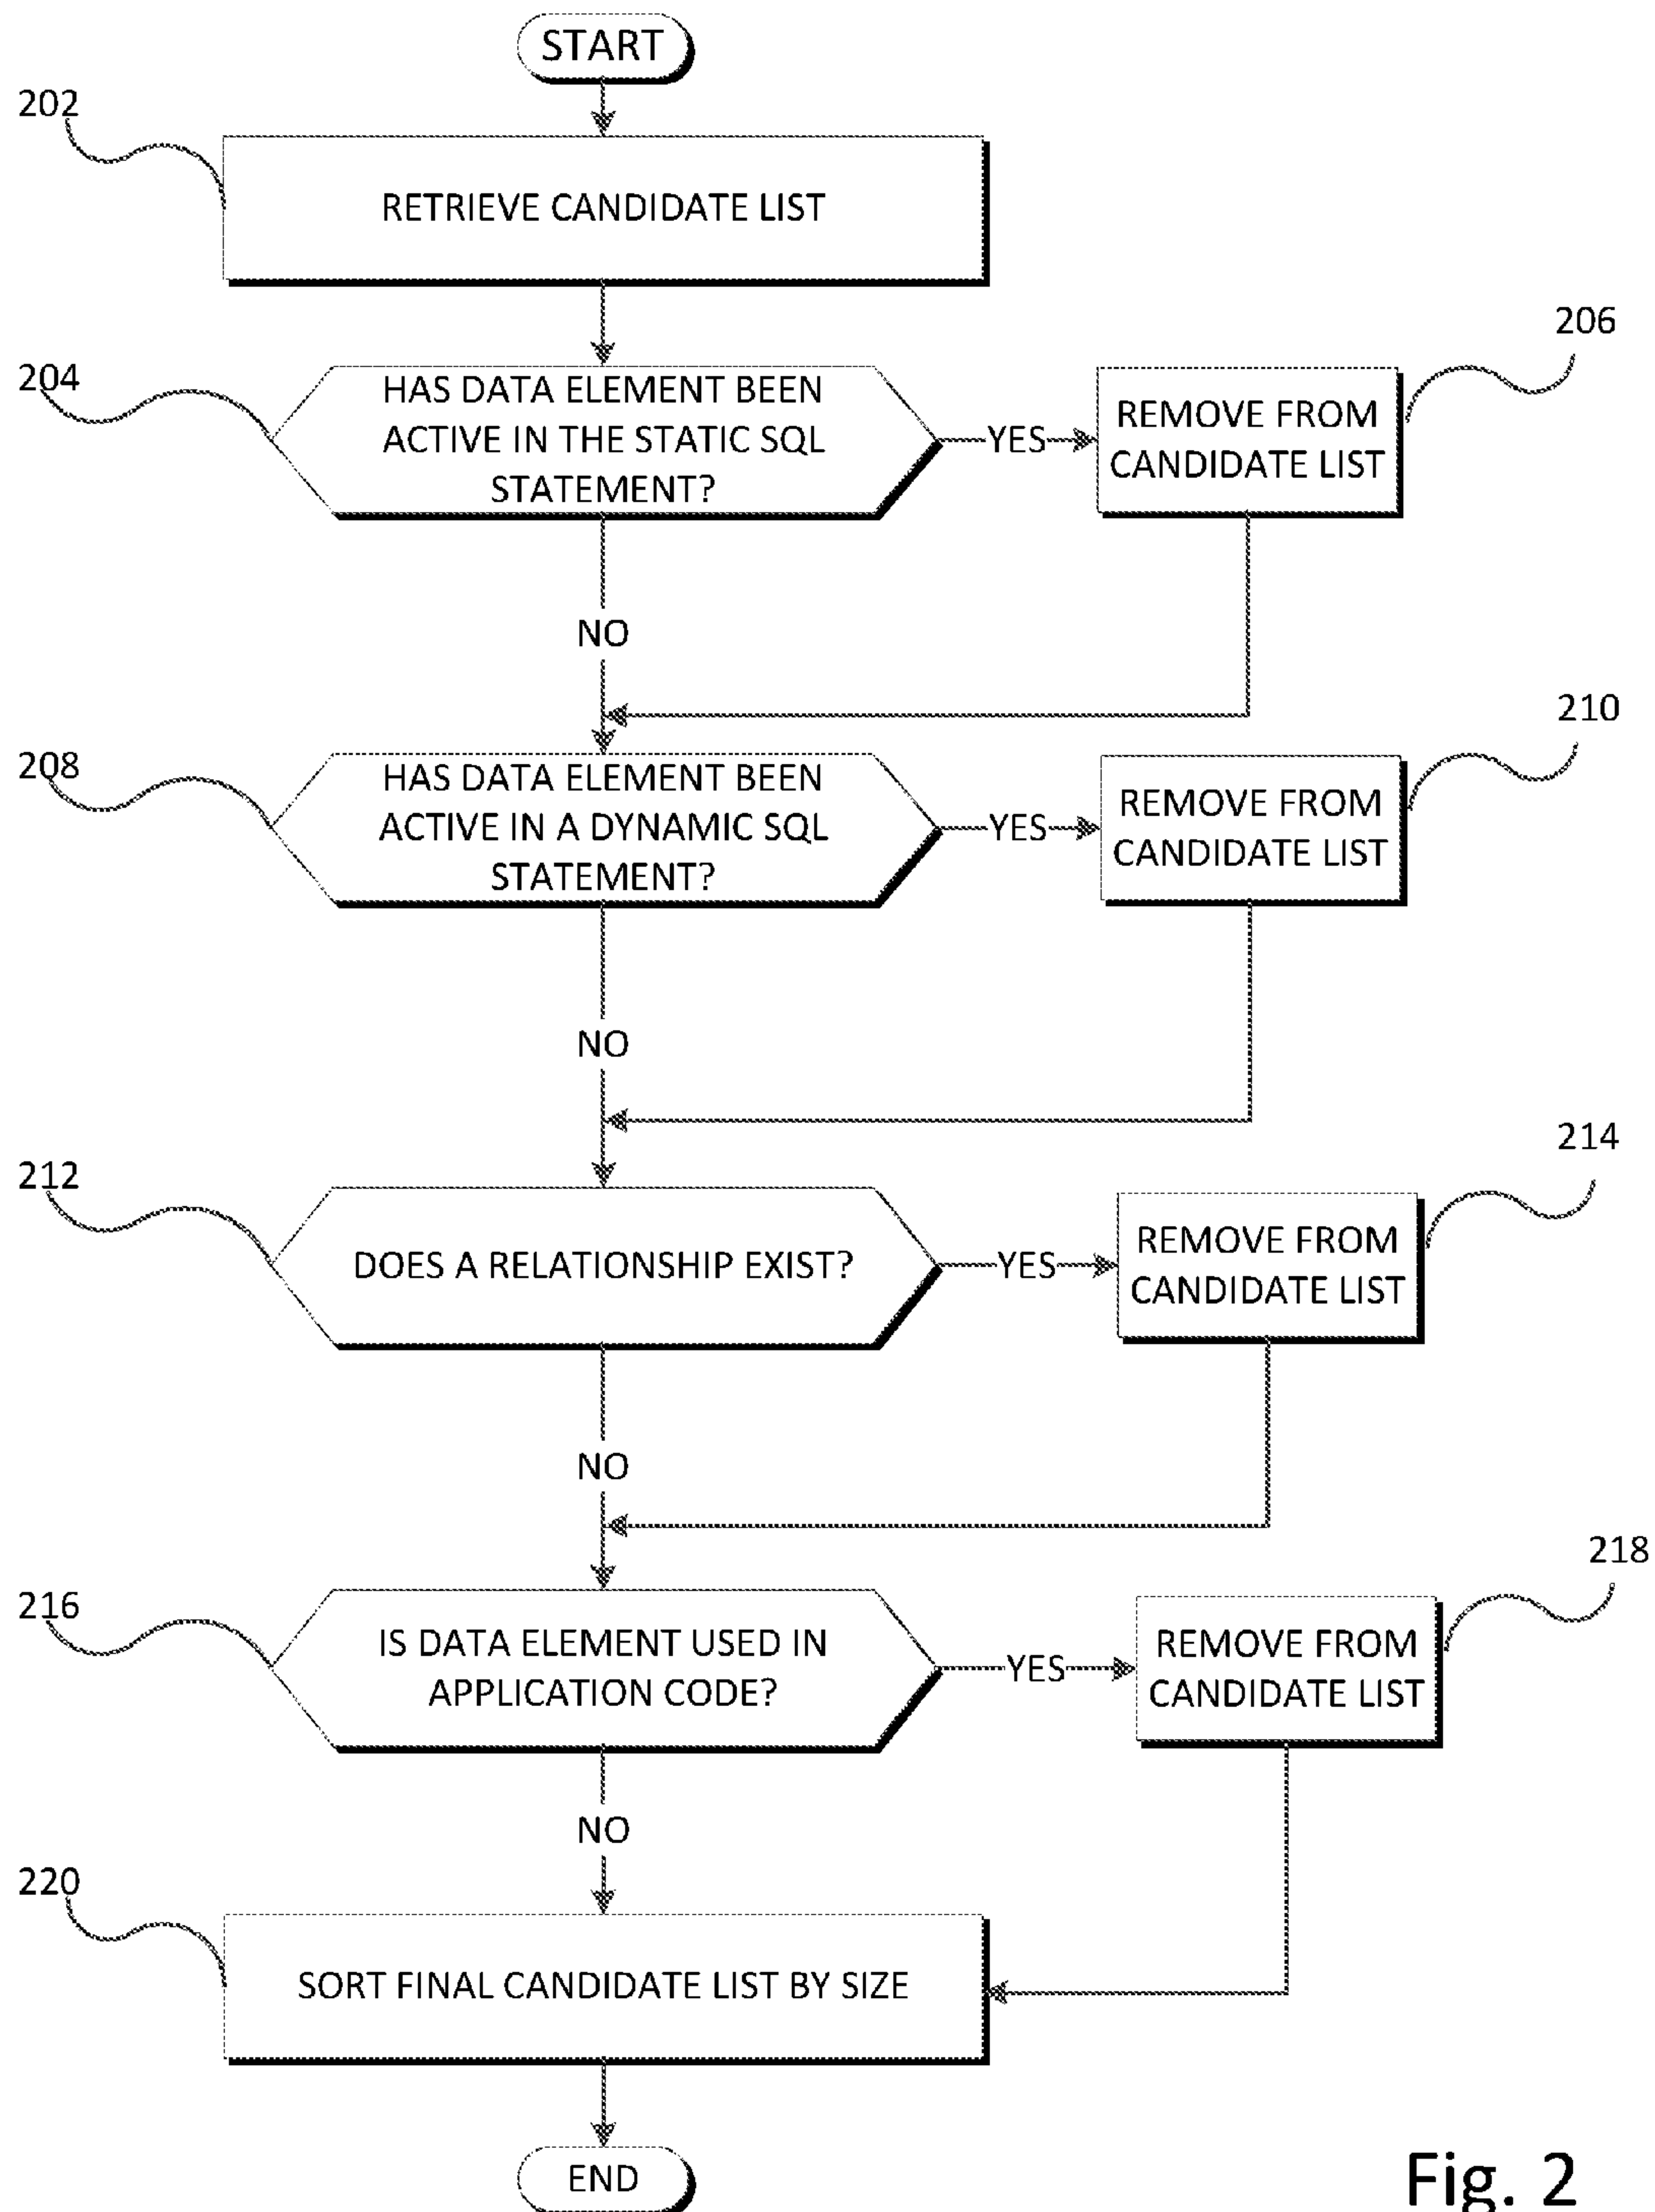 START
202
RETRIEVE CANDIDATE LIST
204
HAS DATA ELEMENT BEEN
ACTIVE IN THE STATIC SQL
STATEMENT?
YES
206
REMOVE FROM
CANDIDATE LIST
NO
208
HAS DATA ELEMENT BEEN
ACTIVE IN A DYNAMIC SQL
STATEMENT?
YES
210
REMOVE FROM
CANDIDATE LIST
NO
212
DOES A RELATIONSHIP EXIST?
YES
214
REMOVE FROM
CANDIDATE LIST
NO
216
IS DATA ELEMENT USED IN
APPLICATION CODE?
YES
218
REMOVE FROM
CANDIDATE LIST
NO
220
SORT FINAL CANDIDATE LIST BY SIZE
END
Fig. 2